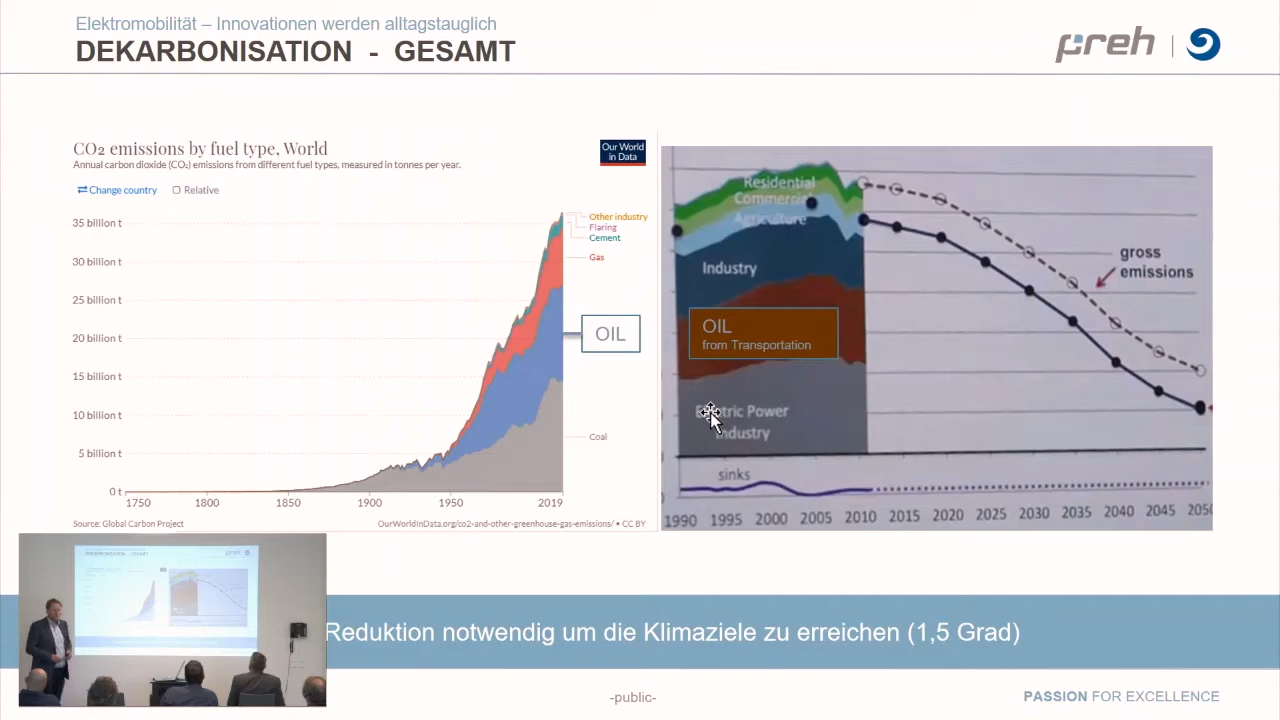 Elektromobilität – Innovationen werden alltagstauglich
DEKARBONISATION - GESAMT
preh
CO2 emissions by fuel type, World
Annual carbon dioxide (CO₂) emissions from different fuel types, measured in tonnes per year.
Our World
in Data
Change country
Relative
35 billion t
30 billion t
25 billion t
20 billion t
15 billion t
10 billion t
5 billion t
0 t
1750 1800 1850 1900 1950 2019
Other industry
Flaring
Cement
Gas
OIL
Coal
Source: Global Carbon Project
OurWorldInData.org/co2-and-other-greenhouse-gas-emissions/ • CC BY
Residential
Commercial
Agriculture
Industry
OIL
from Transportation
Electric Power
Industry
gross
emissions
sinks
1990 1995 2000 2005 2010 2015 2020 2025 2030 2035 2040 2045 2050
Reduktion notwendig um die Klimaziele zu erreichen (1,5 Grad)
-public-
PASSION FOR EXCELLENCE